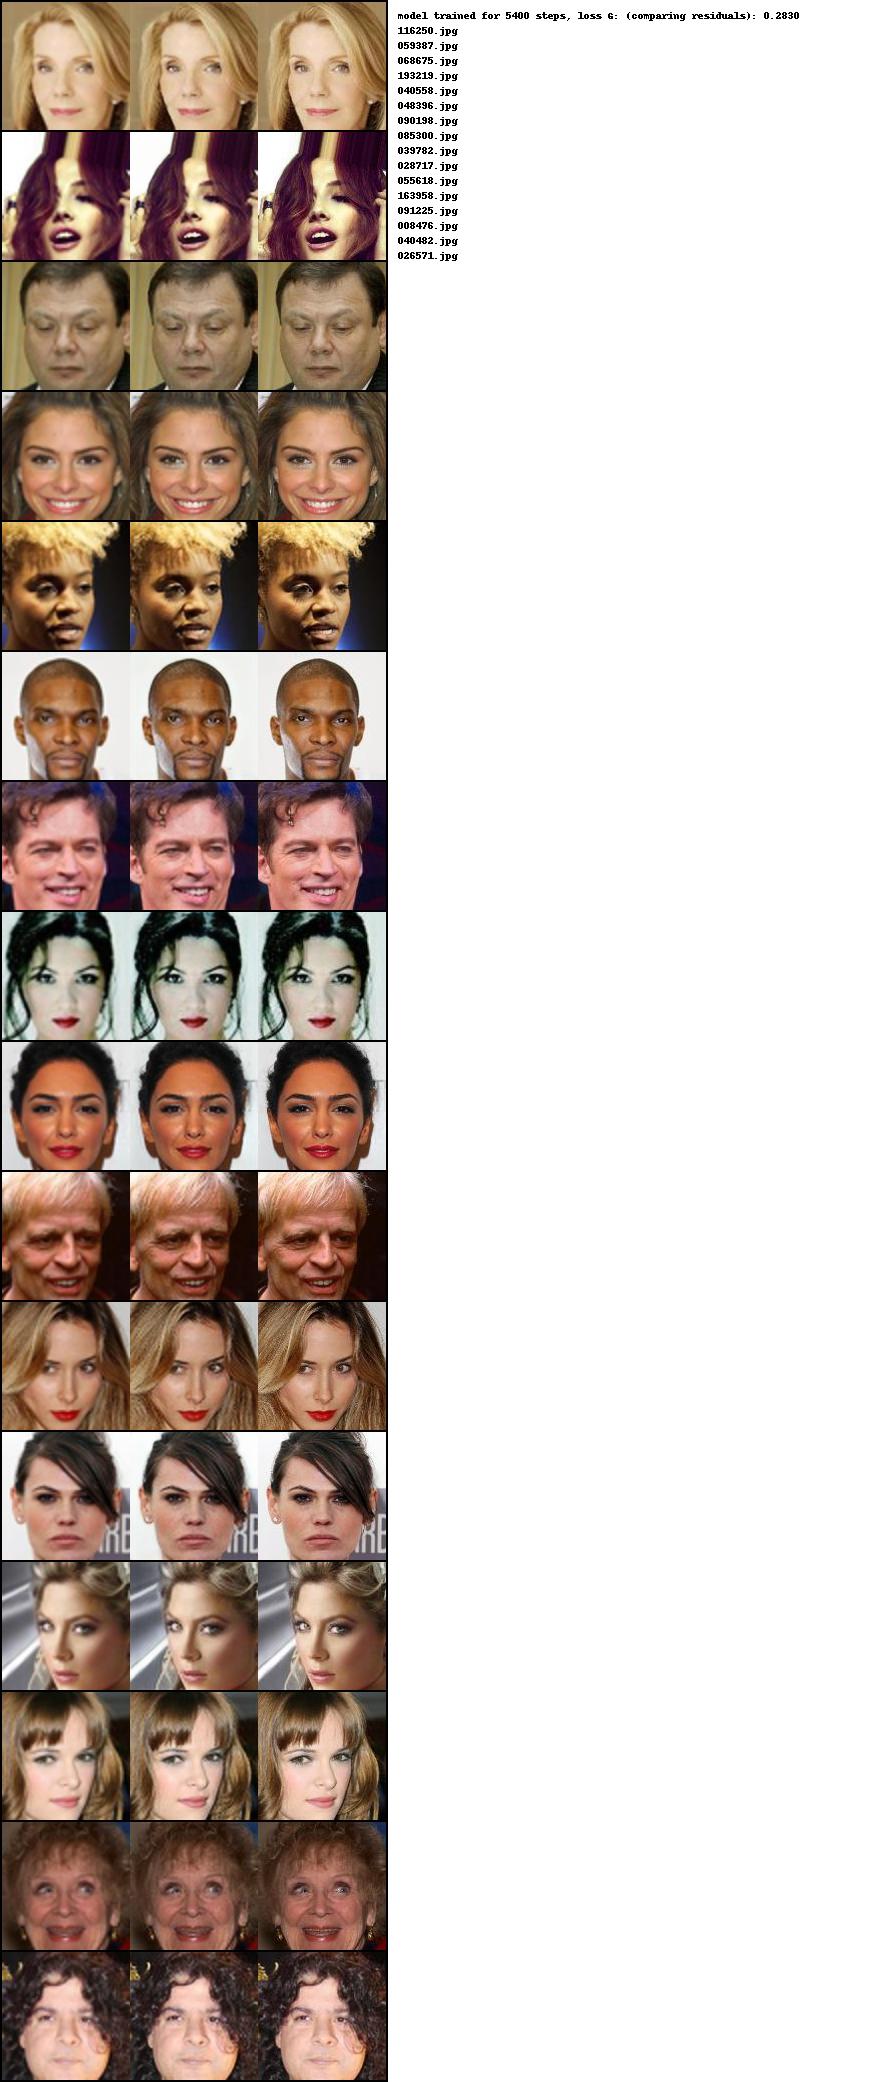 model trained for 5400 steps, loss G: (comparing residuals): 0.2830
116250.jpg
059387.jpg
068675.jpg
193219.jpg
040558.jpg
048396.jpg
090198.jpg
085300.jpg
039782.jpg
028717.jpg
055618.jpg
163958.jpg
091225.jpg
008476.jpg
040482.jpg
026571.jpg